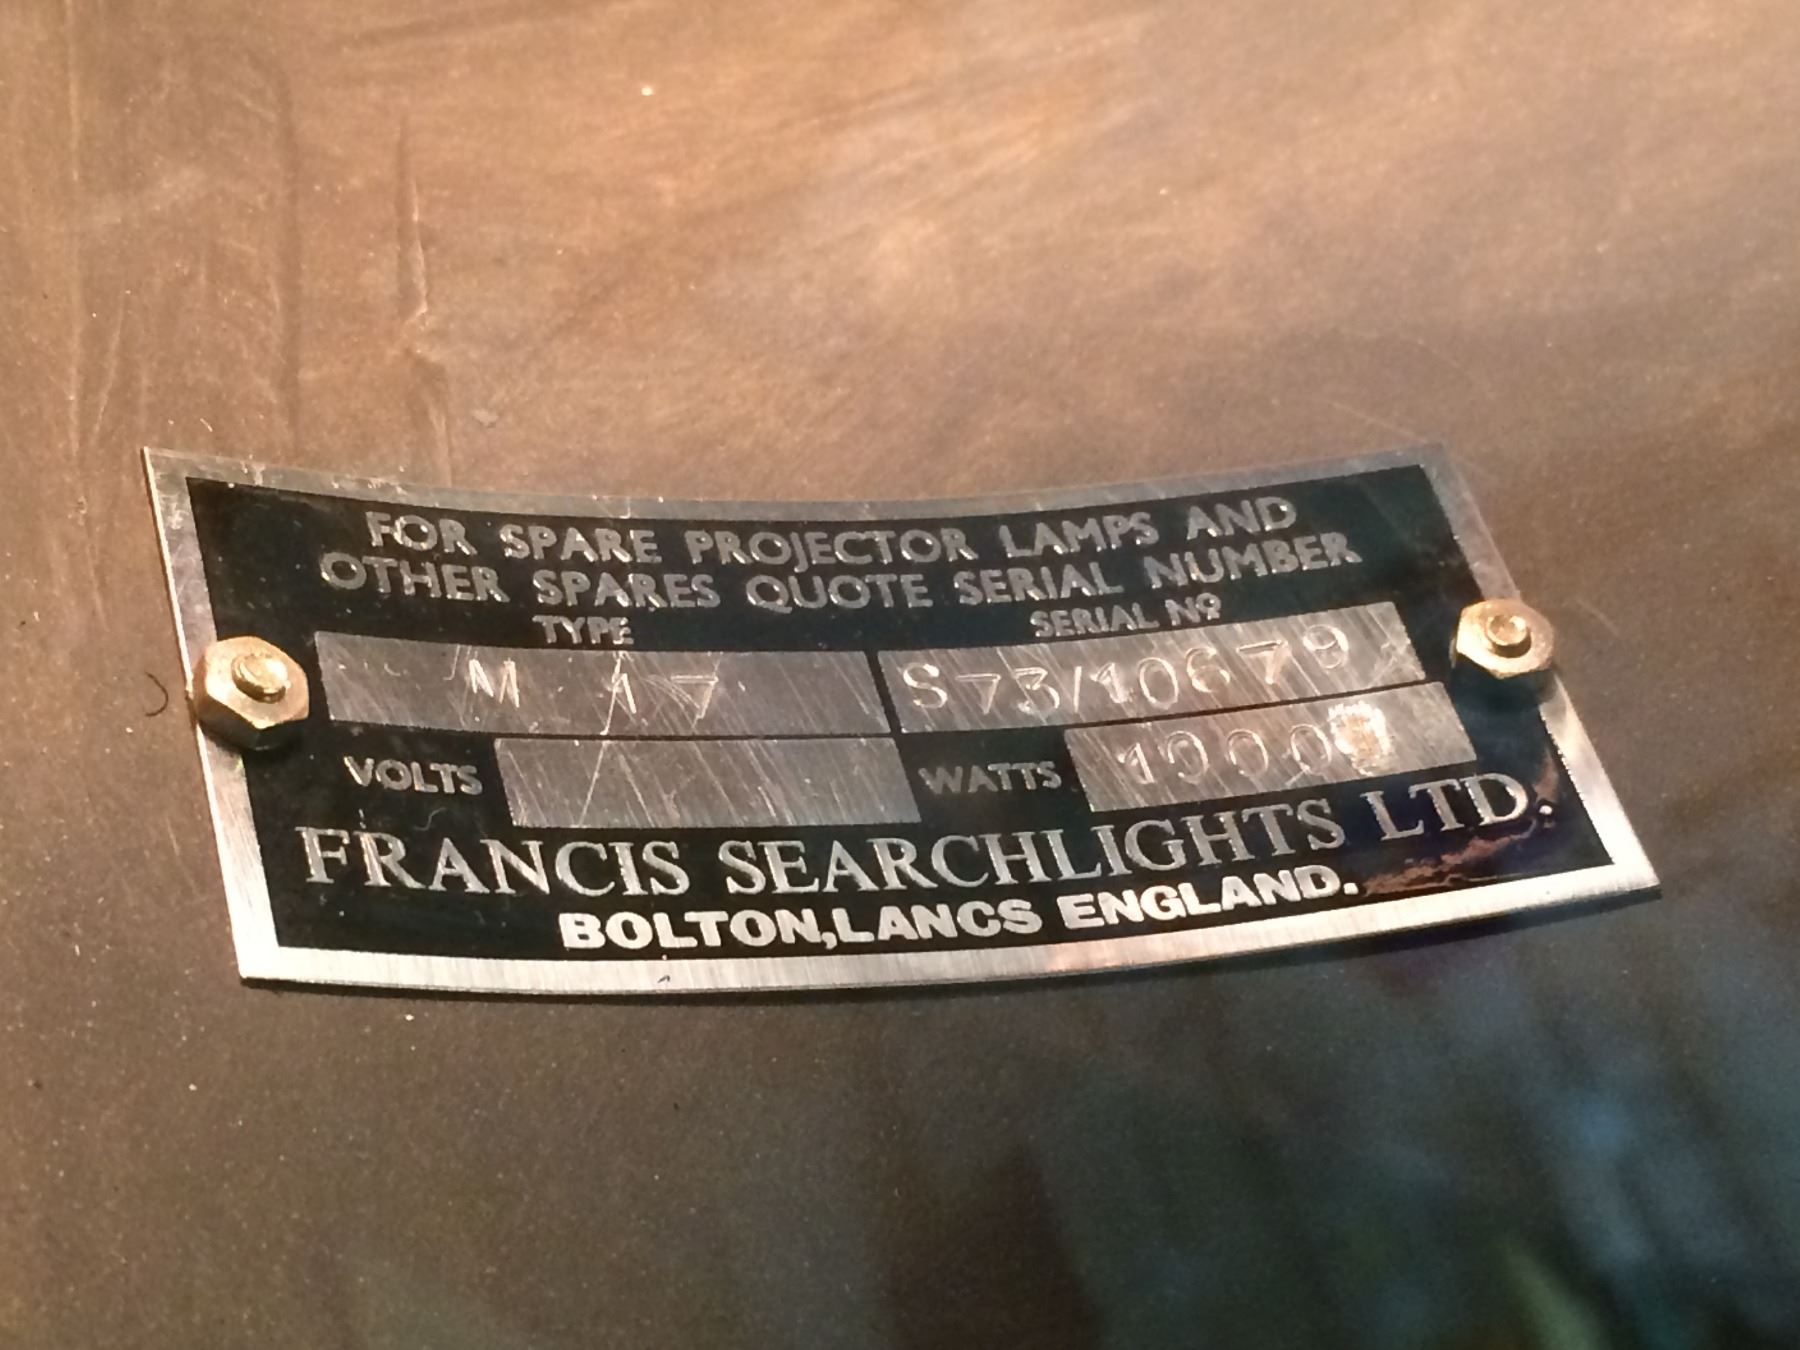 FOR SPARE PROJECTOR LAMPS AND
OTHER SPARES QUOTE SERIAL NUMBER
TYPE SERIAL Nº
M 17 S73/10679
VOLTS WATTS 1000
FRANCIS SEARCHLIGHTS LTD.
BOLTON, LANCS ENGLAND.